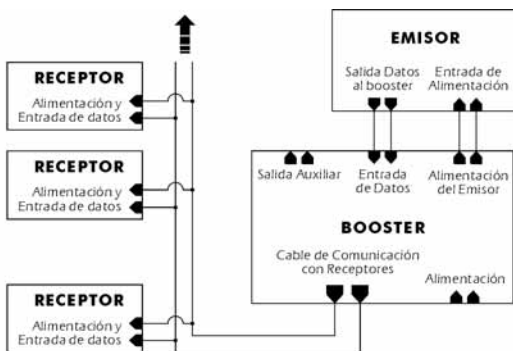 RECEPTOR
Alimentación y
Entrada de datos
RECEPTOR
Alimentación y
Entrada de datos
RECEPTOR
Alimentación y
Entrada de datos
EMISOR
Salida Datos
al booster
Entrada de
Alimentación
Salida Auxiliar
Entrada
de Datos
Alimentación
del Emisor
BOOSTER
Cable de Comunicación
con Receptores
Alimentación